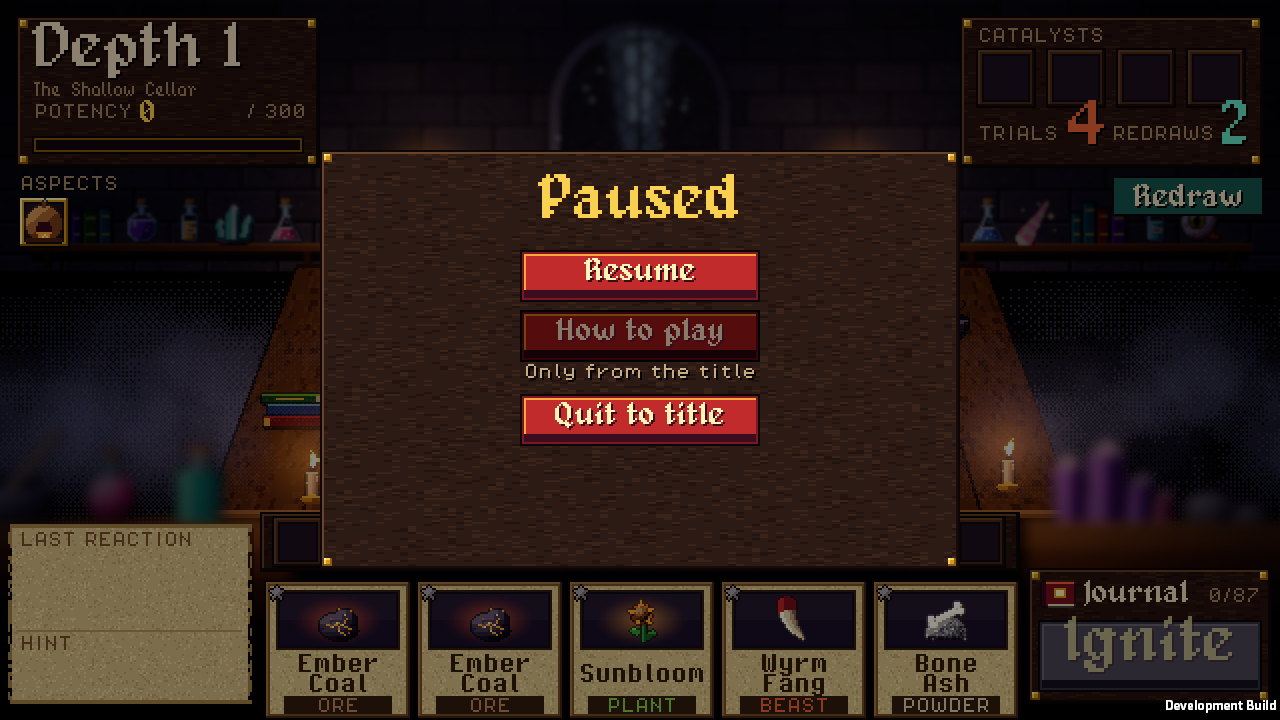 Depth 1
The Shallow Cellar
POTENCY 0 / 300
ASPECTS
CATALYSTS
TRIALS 4 REDRAWS 2
Redraw
Paused
Resume
How to play
Only from the title
Quit to title
LAST REACTION
HINT
Ember
Coal
ORE
Ember
Coal
ORE
Sunbloom
PLANT
Wyrm
Fang
BEAST
Bone
Ash
POWDER
Journal 0/87
Ignite
Development Build